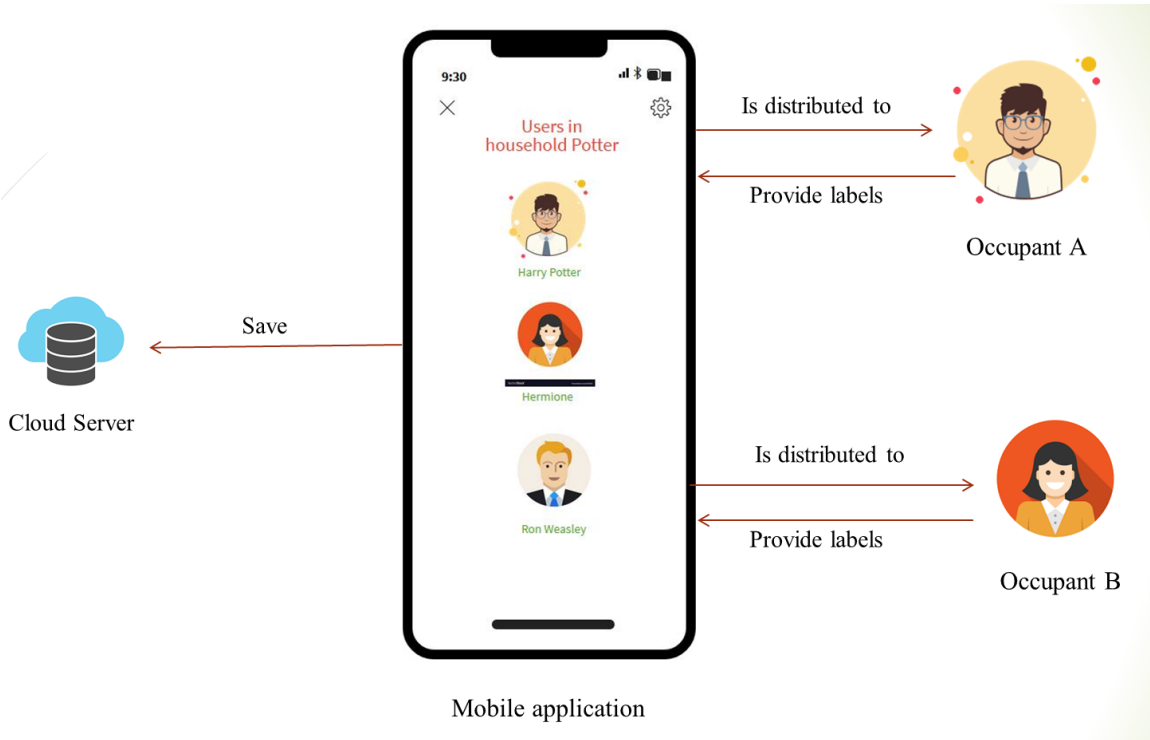 9:30
Users in
household Potter
Harry Potter
Hermione
Ron Weasley
Mobile application
Is distributed to
Provide labels
Occupant A
Save
Cloud Server
Is distributed to
Provide labels
Occupant B